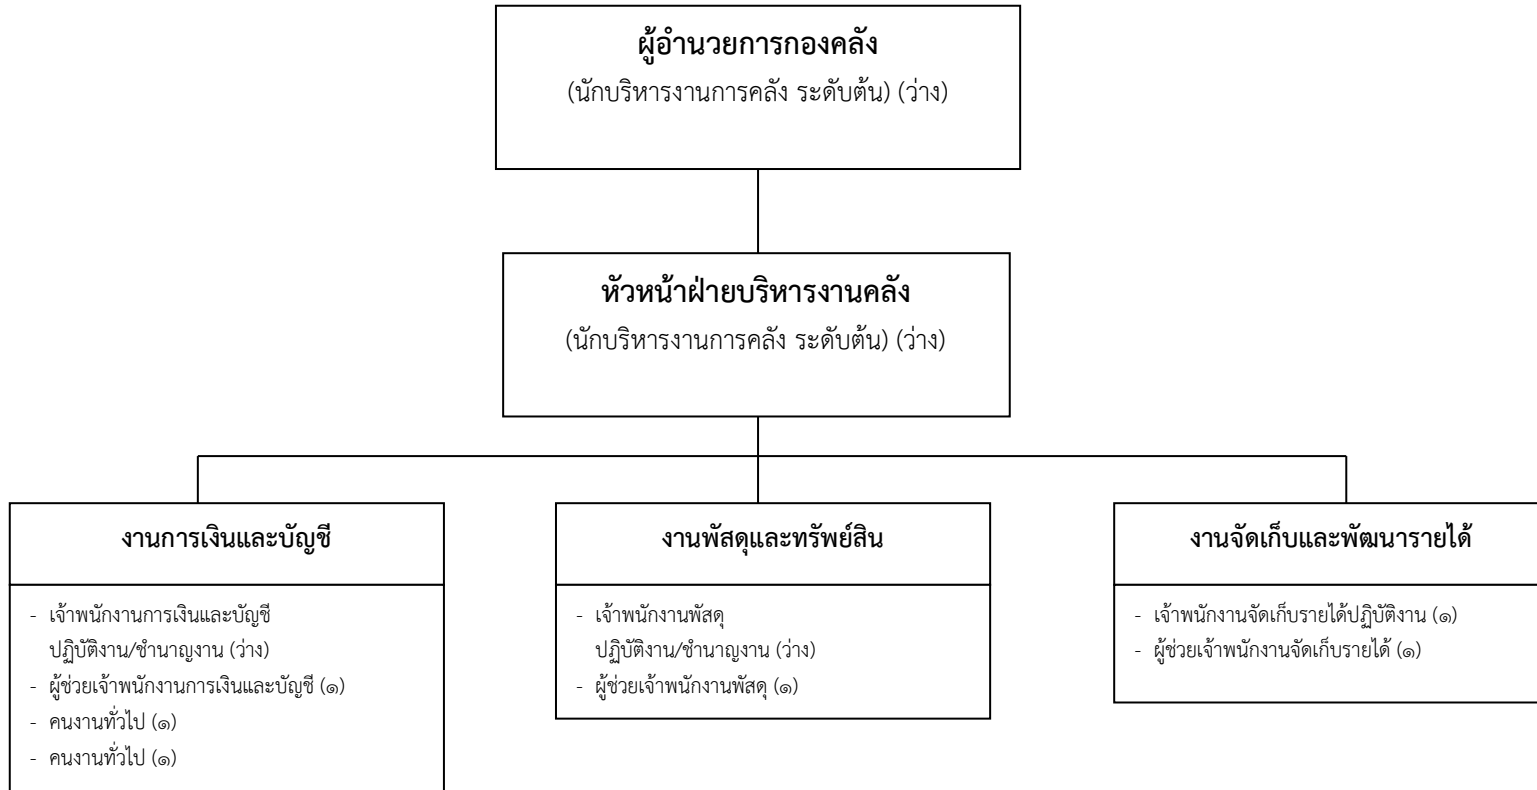 ผู้อำนวยการกองคลัง
(นักบริหารงานการคลัง ระดับต้น) (ว่าง)
หัวหน้าฝ่ายบริหารงานคลัง
(นักบริหารงานการคลัง ระดับต้น) (ว่าง)
งานการเงินและบัญชี
- เจ้าพนักงานการเงินและบัญชี
ปฏิบัติงาน/ชำนาญงาน (ว่าง)
- ผู้ช่วยเจ้าพนักงานการเงินและบัญชี (๑)
- คนงานทั่วไป (๑)
- คนงานทั่วไป (๑)
งานพัสดุและทรัพย์สิน
- เจ้าพนักงานพัสดุ
ปฏิบัติงาน/ชำนาญงาน (ว่าง)
- ผู้ช่วยเจ้าพนักงานพัสดุ (๑)
งานจัดเก็บและพัฒนารายได้
- เจ้าพนักงานจัดเก็บรายได้ปฏิบัติงาน (๑)
- ผู้ช่วยเจ้าพนักงานจัดเก็บรายได้ (๑)